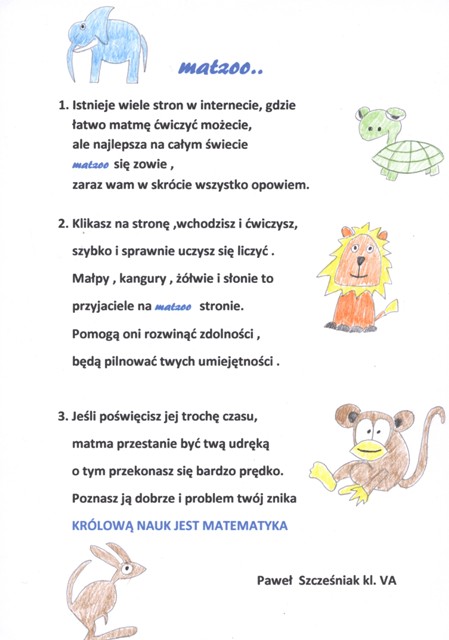 matzoo..
1. Istnieje wiele stron w internecie, gdzie
łatwo matmę ćwiczyć możecie,
ale najlepsza na całym świecie
matzoo się zowie ,
zaraz wam w skrócie wszystko opowiem.
2. Klikasz na stronę ,wchodzisz i ćwiczysz,
szybko i sprawnie uczysz się liczyć .
Małpy , kangury , żółwie i słonie to
przyjaciele na matzoo stronie.
Pomogą oni rozwinąć zdolności ,
będą pilnować twych umiejętności .
3. Jeśli poświęcisz jej trochę czasu,
matma przestanie być twą udręką
o tym przekonasz się bardzo prędko.
Poznasz ją dobrze i problem twój znika
KRÓLOWĄ NAUK JEST MATEMATYKA
Paweł Szcześniak kl. VA